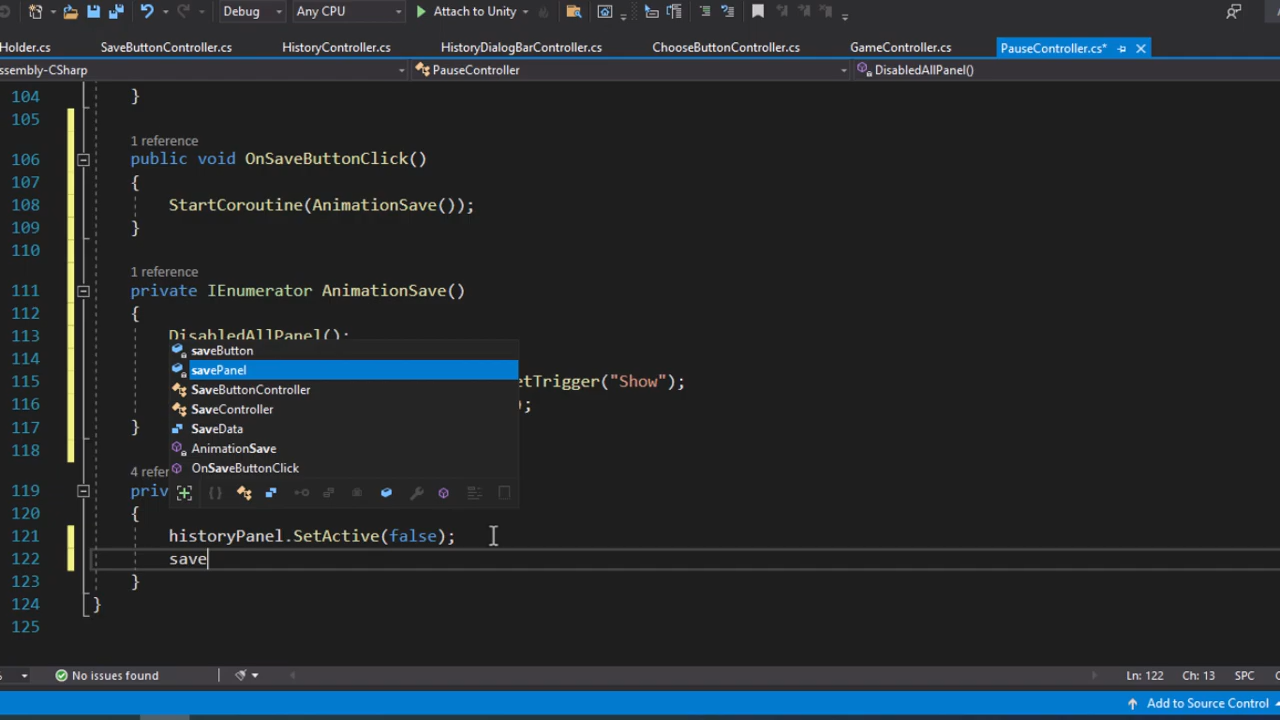 Debug Any CPU Attach to Unity
Holder.cs SaveButtonController.cs HistoryController.cs HistoryDialogBarController.cs ChooseButtonController.cs GameController.cs PauseController.cs*
ssembly-CSharp PauseController DisabledAllPanel()
104 }
105
1 reference
106 public void OnSaveButtonClick()
107 {
108 StartCoroutine(AnimationSave());
109 }
110
1 reference
111 private IEnumerator AnimationSave()
112 {
113 DisabledAllPanel();
114 saveButton
savePanel
115 etTrigger("Show");
SaveButtonController
116 );
SaveController
117 } SaveData
118 AnimationSave
4 refer OnSaveButtonClick
119 priv
120 {
121 historyPanel.SetActive(false);
122 save
123 }
124 }
125
% No issues found Ln: 122 Ch: 13 SPC
Add to Source Control